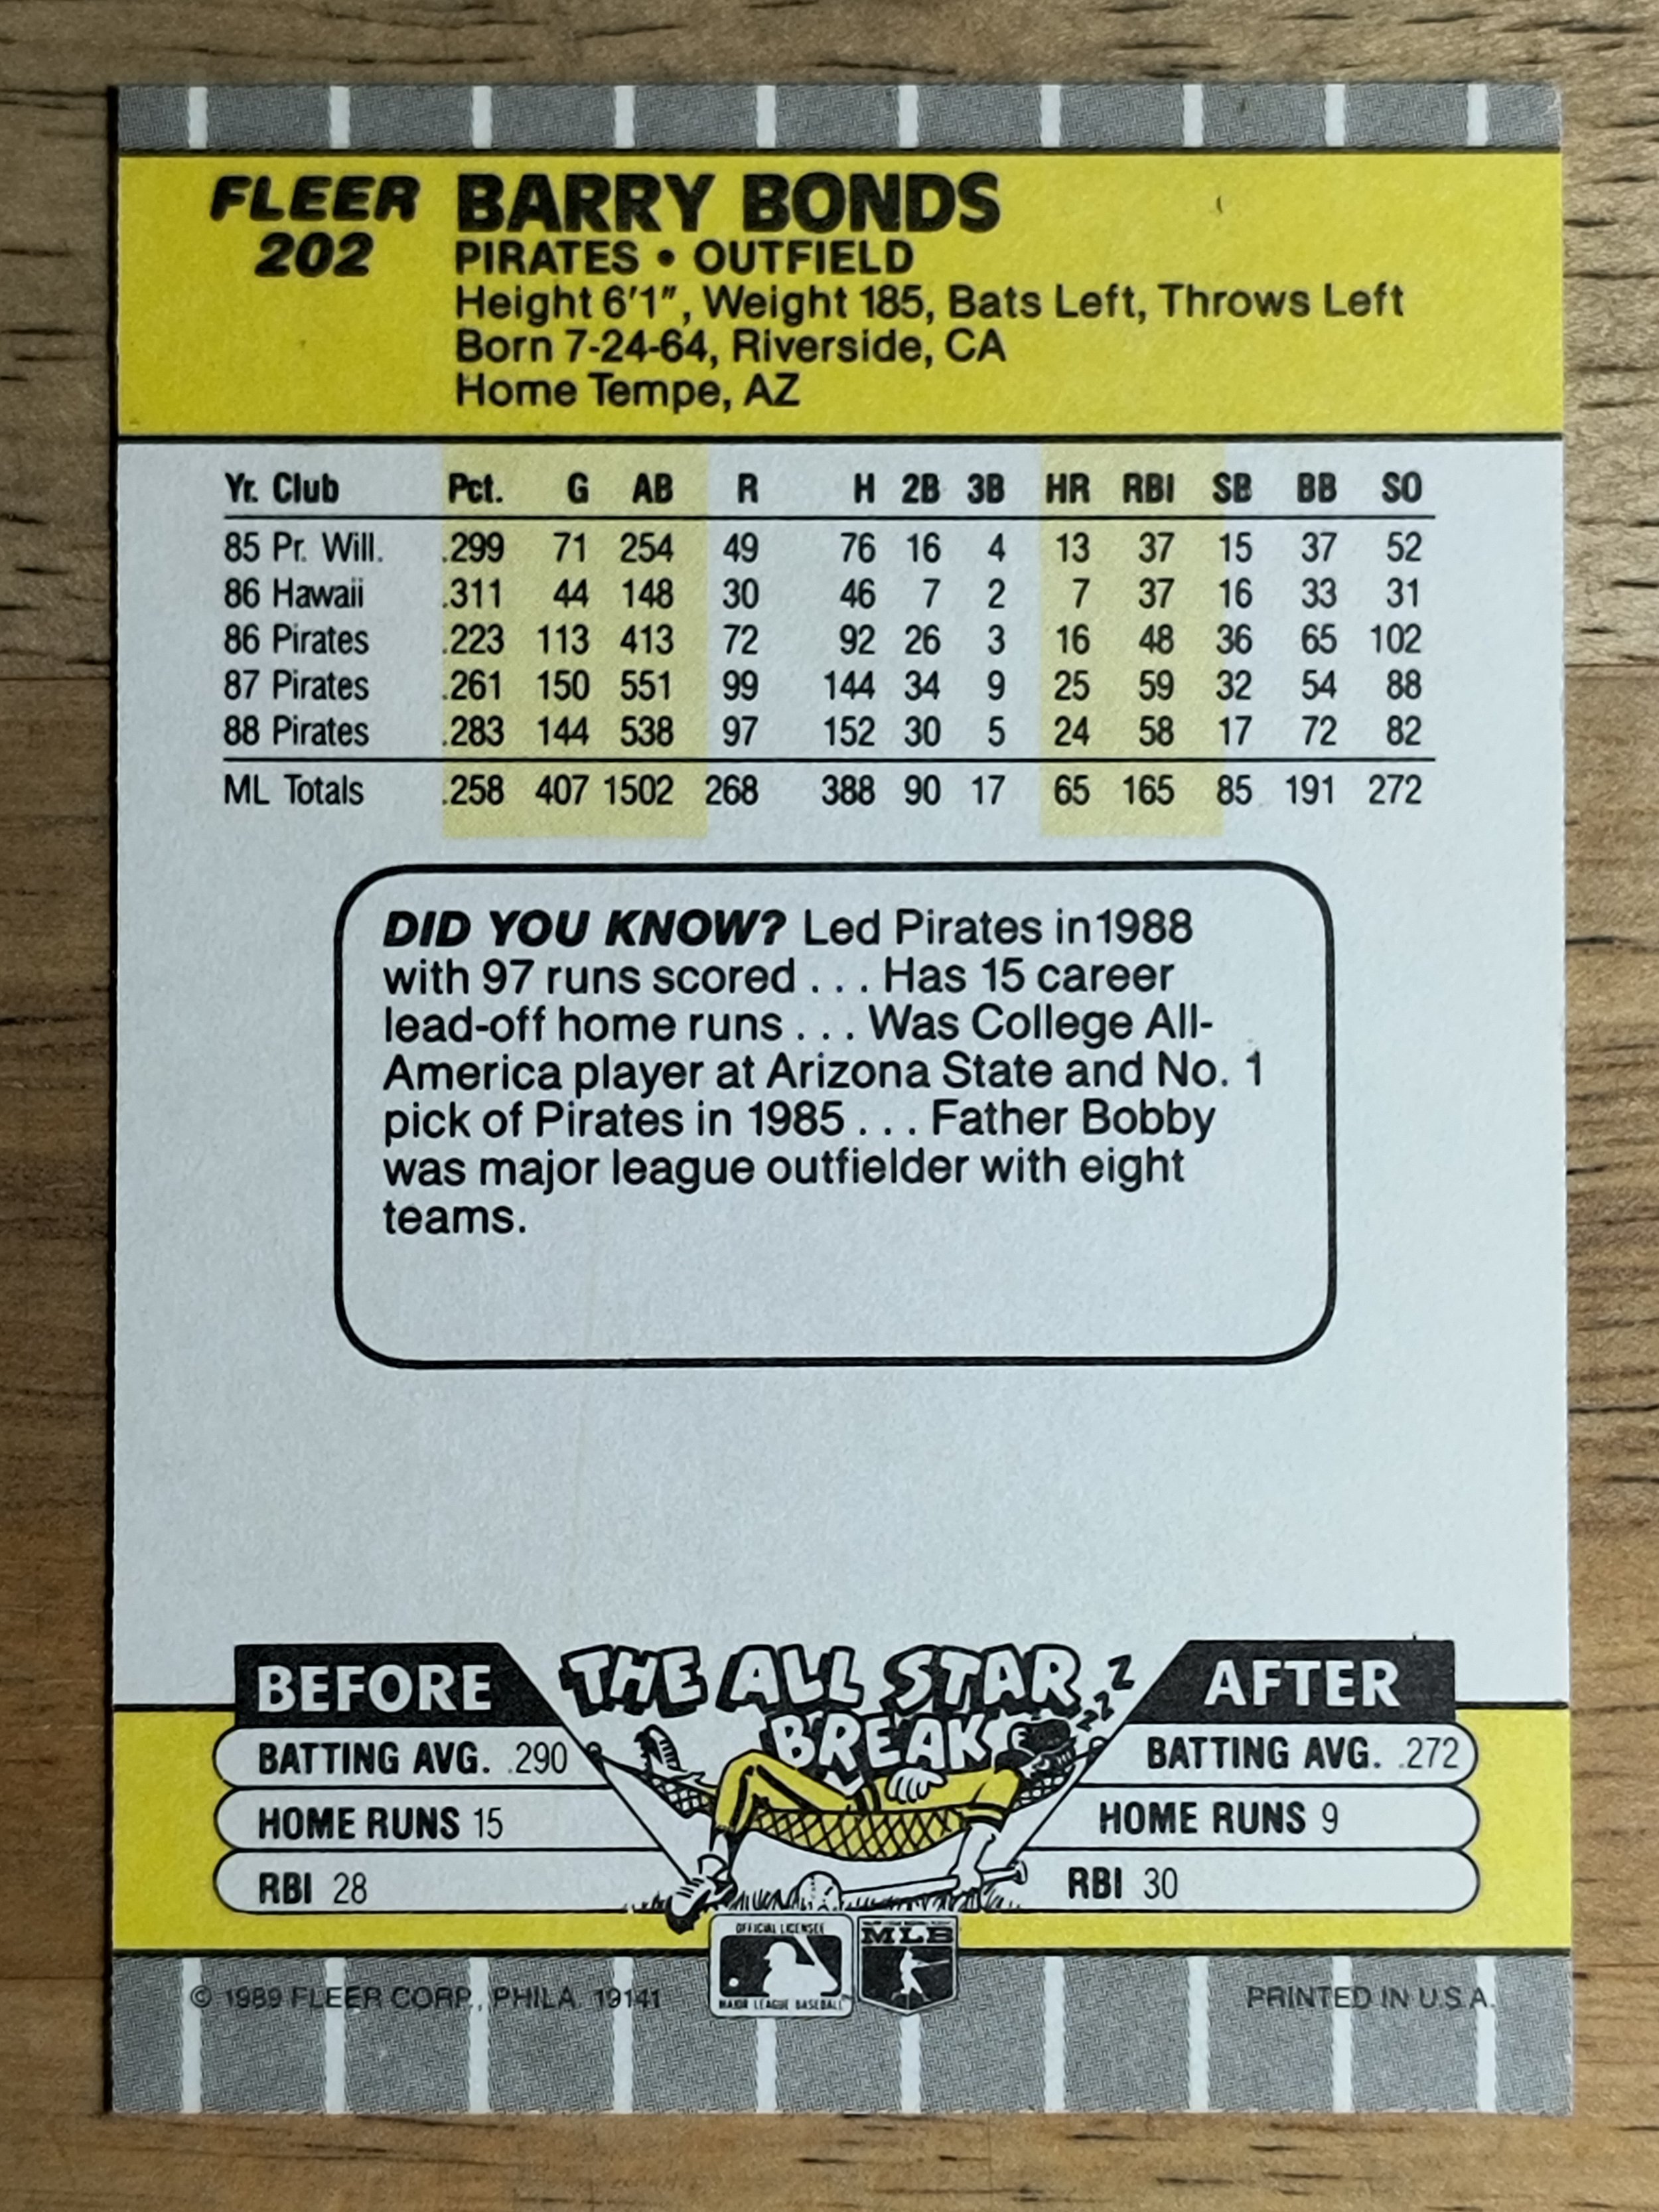 FLEER BARRY BONDS
202 PIRATES • OUTFIELD
Height 6'1", Weight 185, Bats Left, Throws Left
Born 7-24-64, Riverside, CA
Home Tempe, AZ
Yr. Club Pct. G AB R H 2B 3B HR RBI SB BB SO
85 Pr. Will. .299 71 254 49 76 16 4 13 37 15 37 52
86 Hawaii .311 44 148 30 46 7 2 7 37 16 33 31
86 Pirates .223 113 413 72 92 26 3 16 48 36 65 102
87 Pirates .261 150 551 99 144 34 9 25 59 32 54 88
88 Pirates .283 144 538 97 152 30 5 24 58 17 72 82
ML Totals .258 407 1502 268 388 90 17 65 165 85 191 272
DID YOU KNOW? Led Pirates in1988
with 97 runs scored . . . Has 15 career
lead-off home runs . . . Was College All-
America player at Arizona State and No. 1
pick of Pirates in 1985 . . . Father Bobby
was major league outfielder with eight
teams.
BEFORE THE ALL STAR ZZZZ AFTER
BREAK
BATTING AVG. .290 BATTING AVG. .272
HOME RUNS 15 HOME RUNS 9
RBI 28 RBI 30
OFFICIAL LICENSEE
MLB
MAJOR LEAGUE BASEBALL
© 1989 FLEER CORP., PHILA. 19141 PRINTED IN U.S.A.